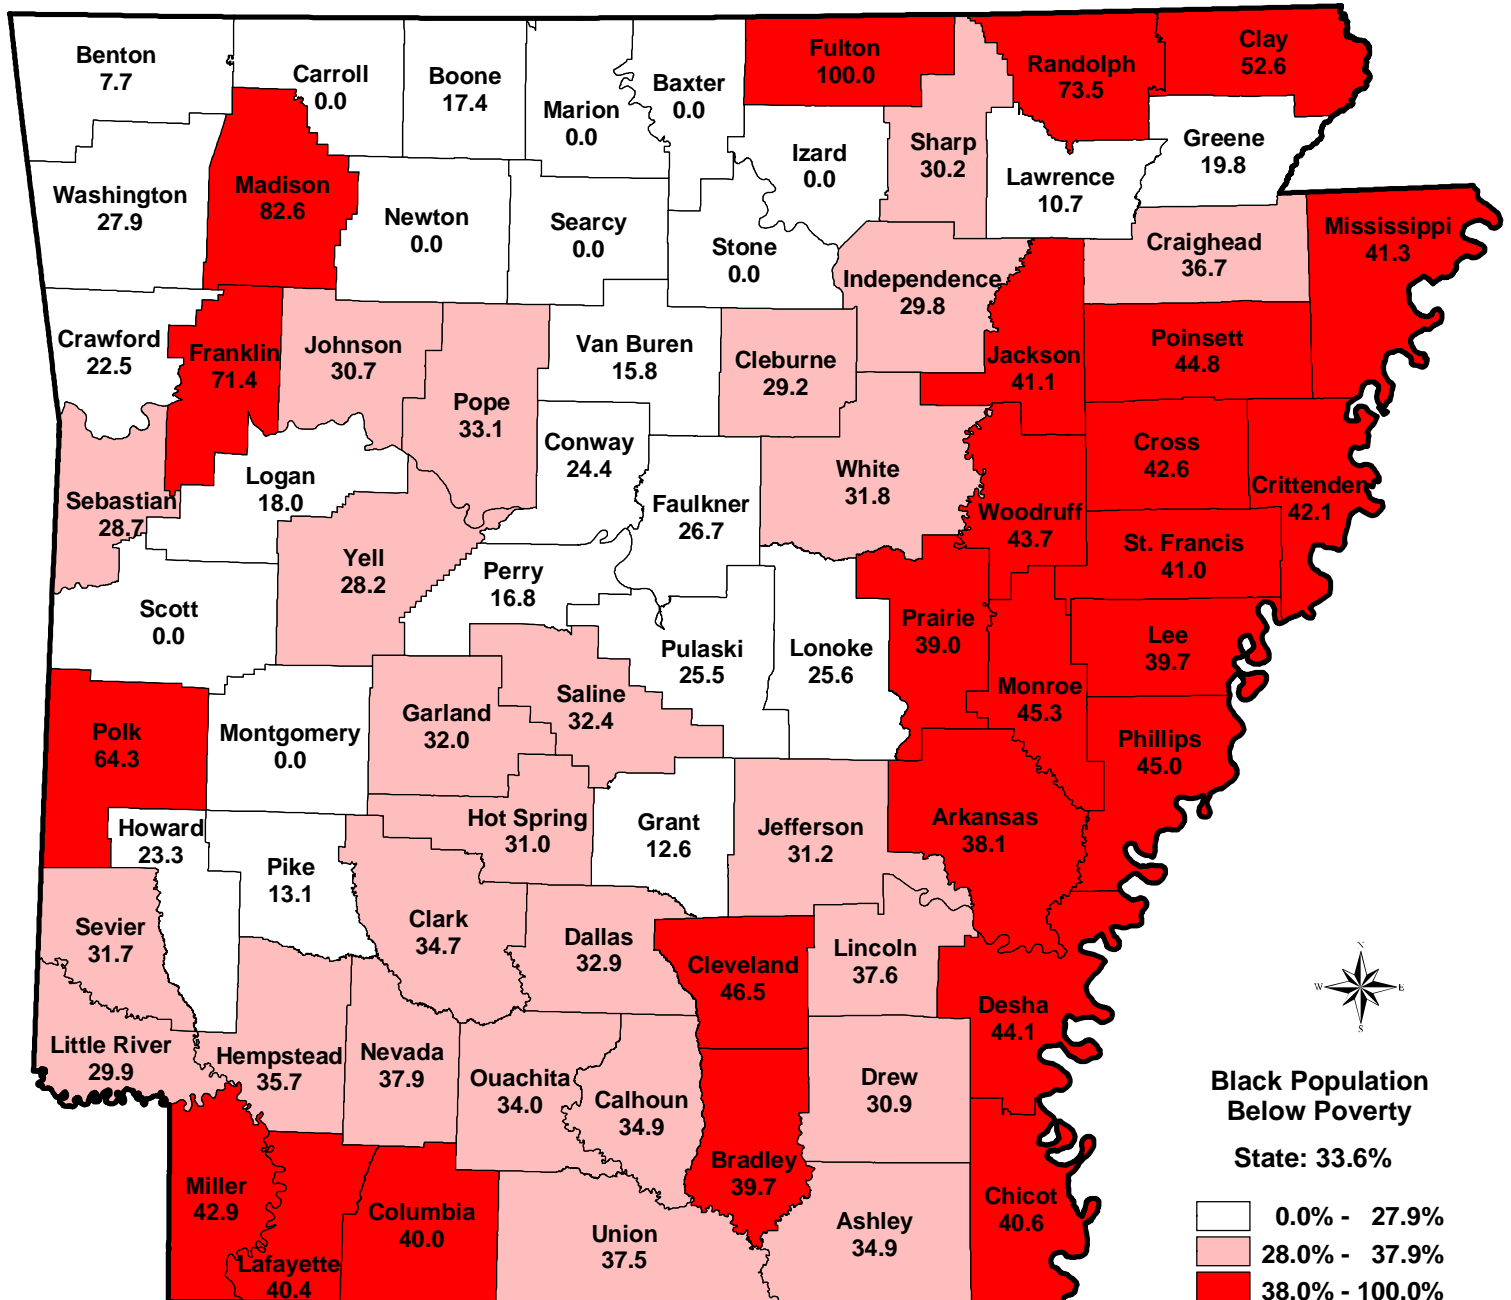 Benton
7.7
Carroll
0.0
Boone
17.4
Marion
0.0
Baxter
0.0
Fulton
100.0
Randolph
73.5
Clay
52.6
Sharp
30.2
Izard
0.0
Lawrence
10.7
Greene
19.8
Washington
27.9
Madison
82.6
Newton
0.0
Searcy
0.0
Stone
0.0
Independence
29.8
Craighead
36.7
Mississippi
41.3
Crawford
22.5
Franklin
71.4
Johnson
30.7
Pope
33.1
Van Buren
15.8
Cleburne
29.2
Jackson
41.1
Poinsett
44.8
Sebastian
28.7
Logan
18.0
Conway
24.4
Faulkner
26.7
White
31.8
Woodruff
43.7
Cross
42.6
Crittenden
42.1
St. Francis
41.0
Yell
28.2
Perry
16.8
Scott
0.0
Pulaski
25.5
Lonoke
25.6
Prairie
39.0
Monroe
45.3
Lee
39.7
Phillips
45.0
Polk
64.3
Montgomery
0.0
Garland
32.0
Saline
32.4
Hot Spring
31.0
Grant
12.6
Jefferson
31.2
Arkansas
38.1
Howard
23.3
Pike
13.1
Sevier
31.7
Clark
34.7
Dallas
32.9
Cleveland
46.5
Lincoln
37.6
Desha
44.1
Little River
29.9
Hempstead
35.7
Nevada
37.9
Ouachita
34.0
Calhoun
34.9
Drew
30.9
Bradley
39.7
Miller
42.9
Lafayette
40.4
Columbia
40.0
Union
37.5
Ashley
34.9
Chicot
40.6
N
W
E
S
Black Population
Below Poverty
State: 33.6%
0.0% - 27.9%
28.0% - 37.9%
38.0% - 100.0%